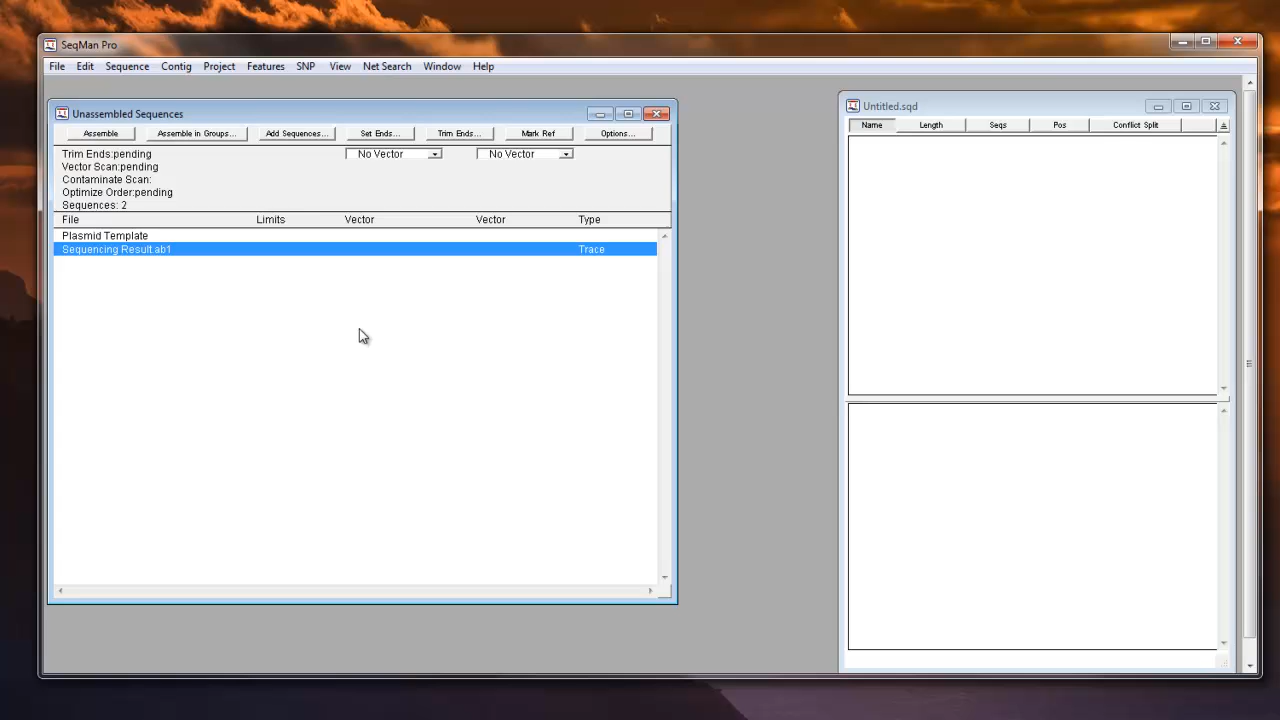 SeqMan Pro
File Edit Sequence Contig Project Features SNP View Net Search Window Help
Unassembled Sequences
Assemble Assemble in Groups... Add Sequences... Set Ends... Trim Ends... Mark Ref Options...
Trim Ends:pending No Vector No Vector
Vector Scan:pending
Contaminate Scan:
Optimize Order:pending
Sequences: 2
File Limits Vector Vector Type
Plasmid Template
Sequencing Result.ab1 Trace
Untitled.sqd
Name Length Seqs Pos Conflict Split